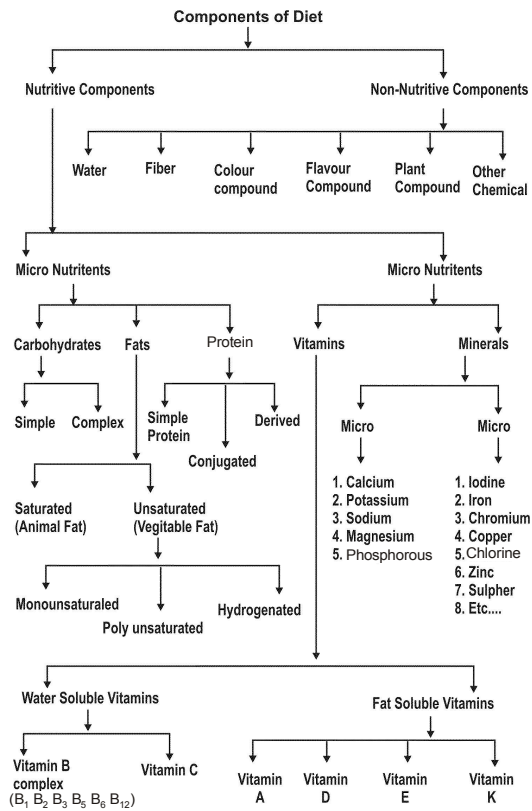 Components of Diet
Nutritive Components
Non-Nutritive Components
Water
Fiber
Colour
compound
Flavour
Compound
Plant
Compound
Other
Chemical
Micro Nutritents
Micro Nutritents
Carbohydrates
Fats
Protein
Vitamins
Minerals
Simple
Complex
Simple
Protein
Conjugated
Derived
Micro
Micro
Saturated
(Animal Fat)
Unsaturated
(Vegitable Fat)
1. Calcium
2. Potassium
3. Sodium
4. Magnesium
5. Phosphorous
1. Iodine
2. Iron
3. Chromium
4. Copper
5. Chlorine
6. Zinc
7. Sulpher
8. Etc....
Monounsaturaled
Poly unsaturated
Hydrogenated
Water Soluble Vitamins
Fat Soluble Vitamins
Vitamin B
complex
(B₁ B₂ B₃ B₅ B₆ B₁₂)
Vitamin C
Vitamin
A
Vitamin
D
Vitamin
E
Vitamin
K